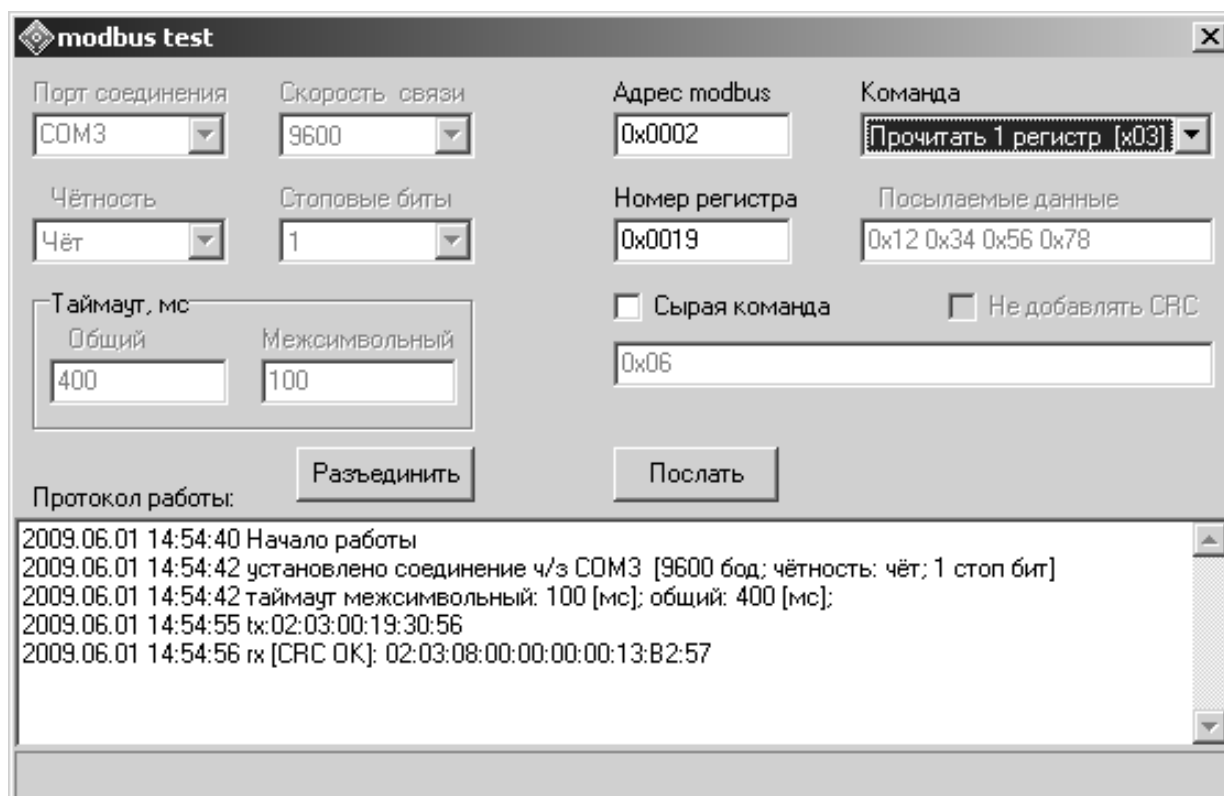 modbus test
Порт соединения Скорость связи Адрес modbus Команда
COM3 9600 0x0002 Прочитать 1 регистр [x03]
Чётность Стоповые биты Номер регистра Посылаемые данные
Чёт 1 0x0019 0x12 0x34 0x56 0x78
Таймаут, мс Сырая команда Не добавлять CRC
Общий Межсимвольный
400 100 0x06
Разъединить Послать
Протокол работы:
2009.06.01 14:54:40 Начало работы
2009.06.01 14:54:42 установлено соединение ч/з COM3 [9600 бод; чётность: чёт; 1 стоп бит]
2009.06.01 14:54:42 таймаут межсимвольный: 100 [мс]; общий: 400 [мс];
2009.06.01 14:54:55 tx:02:03:00:19:30:56
2009.06.01 14:54:56 rx [CRC OK]: 02:03:08:00:00:00:00:13:B2:57